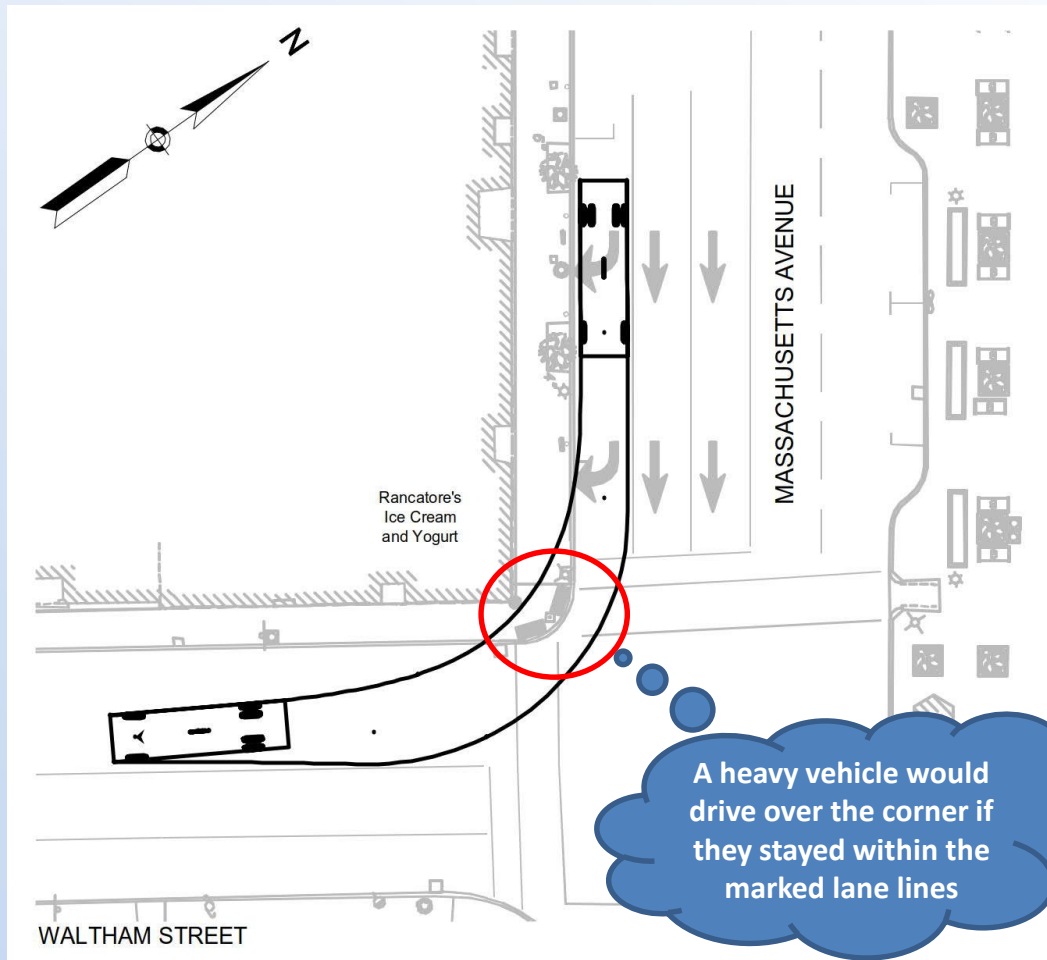 N
MASSACHUSETTS AVENUE
Rancatore's
Ice Cream
and Yogurt
A heavy vehicle would
drive over the corner if
they stayed within the
marked lane lines
WALTHAM STREET